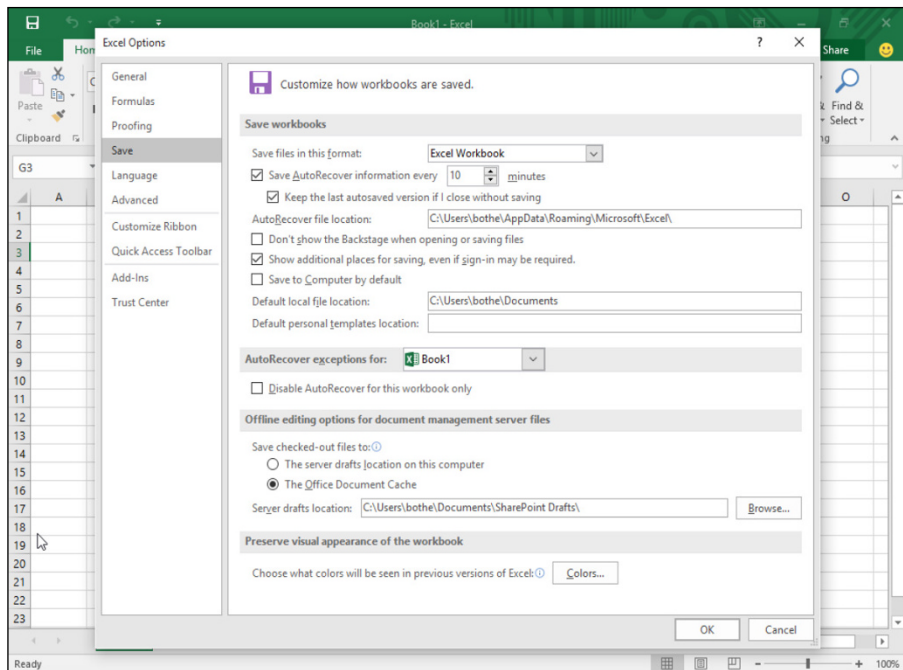 Book1 - Excel
File
Hom
Share
Excel Options
?
Paste
Clipboard
Find &
Select
G3
General
Formulas
Proofing
Save
Language
Advanced
Customize Ribbon
Quick Access Toolbar
Add-Ins
Trust Center
Customize how workbooks are saved.
Save workbooks
Save files in this format: Excel Workbook
Save AutoRecover information every 10 minutes
Keep the last autosaved version if I close without saving
AutoRecover file location: C:\Users\bothe\AppData\Roaming\Microsoft\Excel\
Don't show the Backstage when opening or saving files
Show additional places for saving, even if sign-in may be required.
Save to Computer by default
Default local file location: C:\Users\bothe\Documents
Default personal templates location:
AutoRecover exceptions for: Book1
Disable AutoRecover for this workbook only
Offline editing options for document management server files
Save checked-out files to:
The server drafts location on this computer
The Office Document Cache
Server drafts location: C:\Users\bothe\Documents\SharePoint Drafts\
Browse...
Preserve visual appearance of the workbook
Choose what colors will be seen in previous versions of Excel: Colors...
OK Cancel
A
O
1
2
3
4
5
6
7
8
9
10
11
12
13
14
15
16
17
18
19
20
21
22
23
Ready
100%